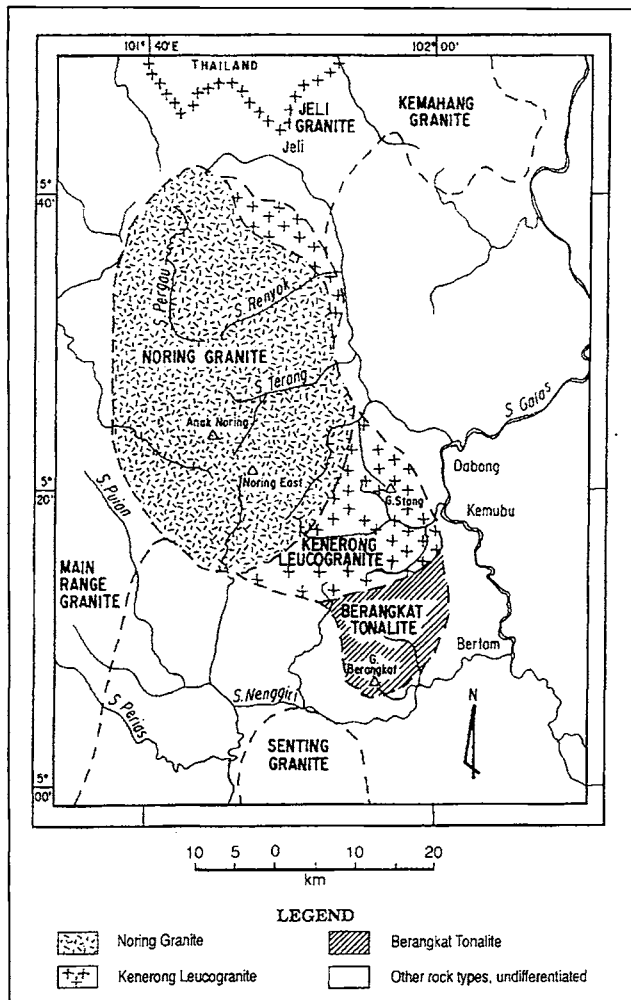 101° 40'E
102° 00'
THAILAND
JELI
GRANITE
Jeli
KEMAHANG
GRANITE
5°
40'
S. Pergau
S. Renyok
NORING GRANITE
S. Terang
S Galas
Anak Noring
Noring East
5°
20'
G. Stong
Dabong
Kemubu
S. Puian
KENERONG
LEUCOGRANITE
MAIN
RANGE
GRANITE
BERANGKAT
TONALITE
Bertam
G.
Berangkat
S. Nenggiri
S. Perias
N
SENTING
GRANITE
5°
00'
10 5 0 10 20
km
LEGEND
Noring Granite
Berangkat Tonalite
Kenerong Leucogranite
Other rock types, undifferentiated